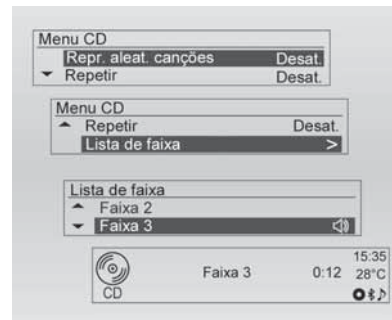 Menu CD
Repr. aleat. canções Desat.
Repetir Desat.
Menu CD
Repetir Desat.
Lista de faixa >
Lista de faixa
Faixa 2
Faixa 3
15:35
Faixa 3 0:12 28°C
CD